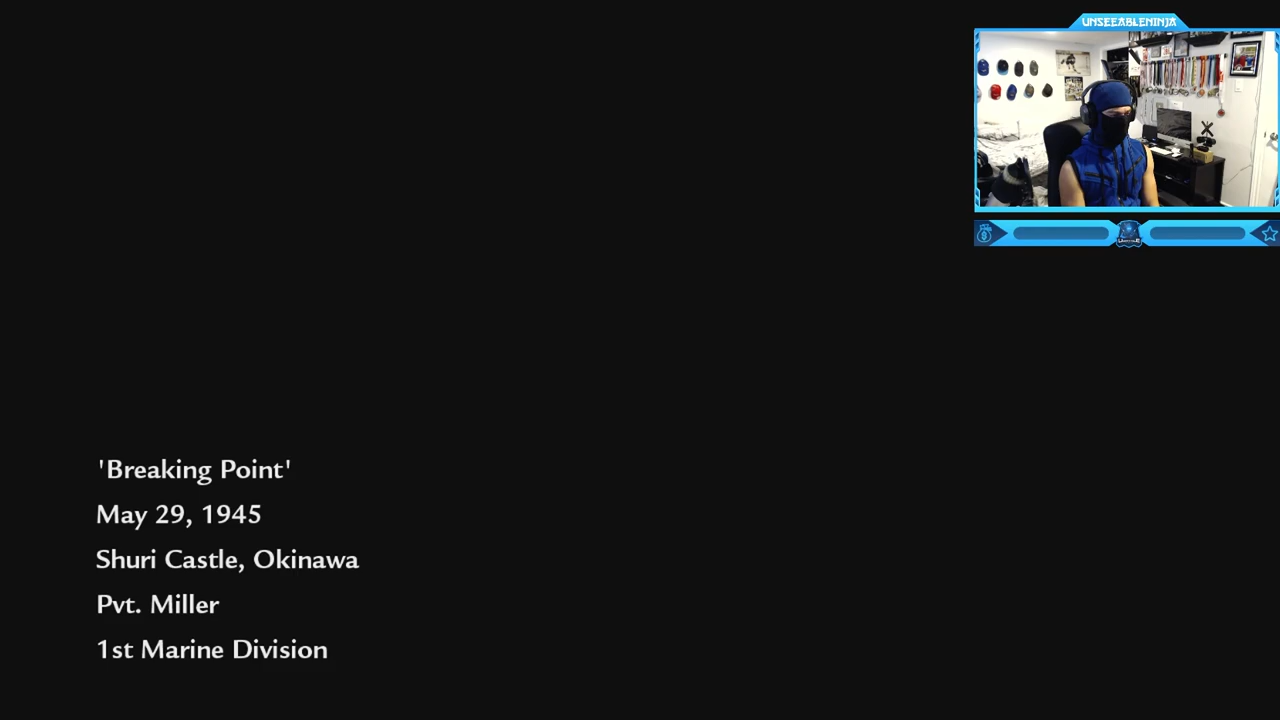 UNSEEABLENINJA
'Breaking Point'
May 29, 1945
Shuri Castle, Okinawa
Pvt. Miller
1st Marine Division